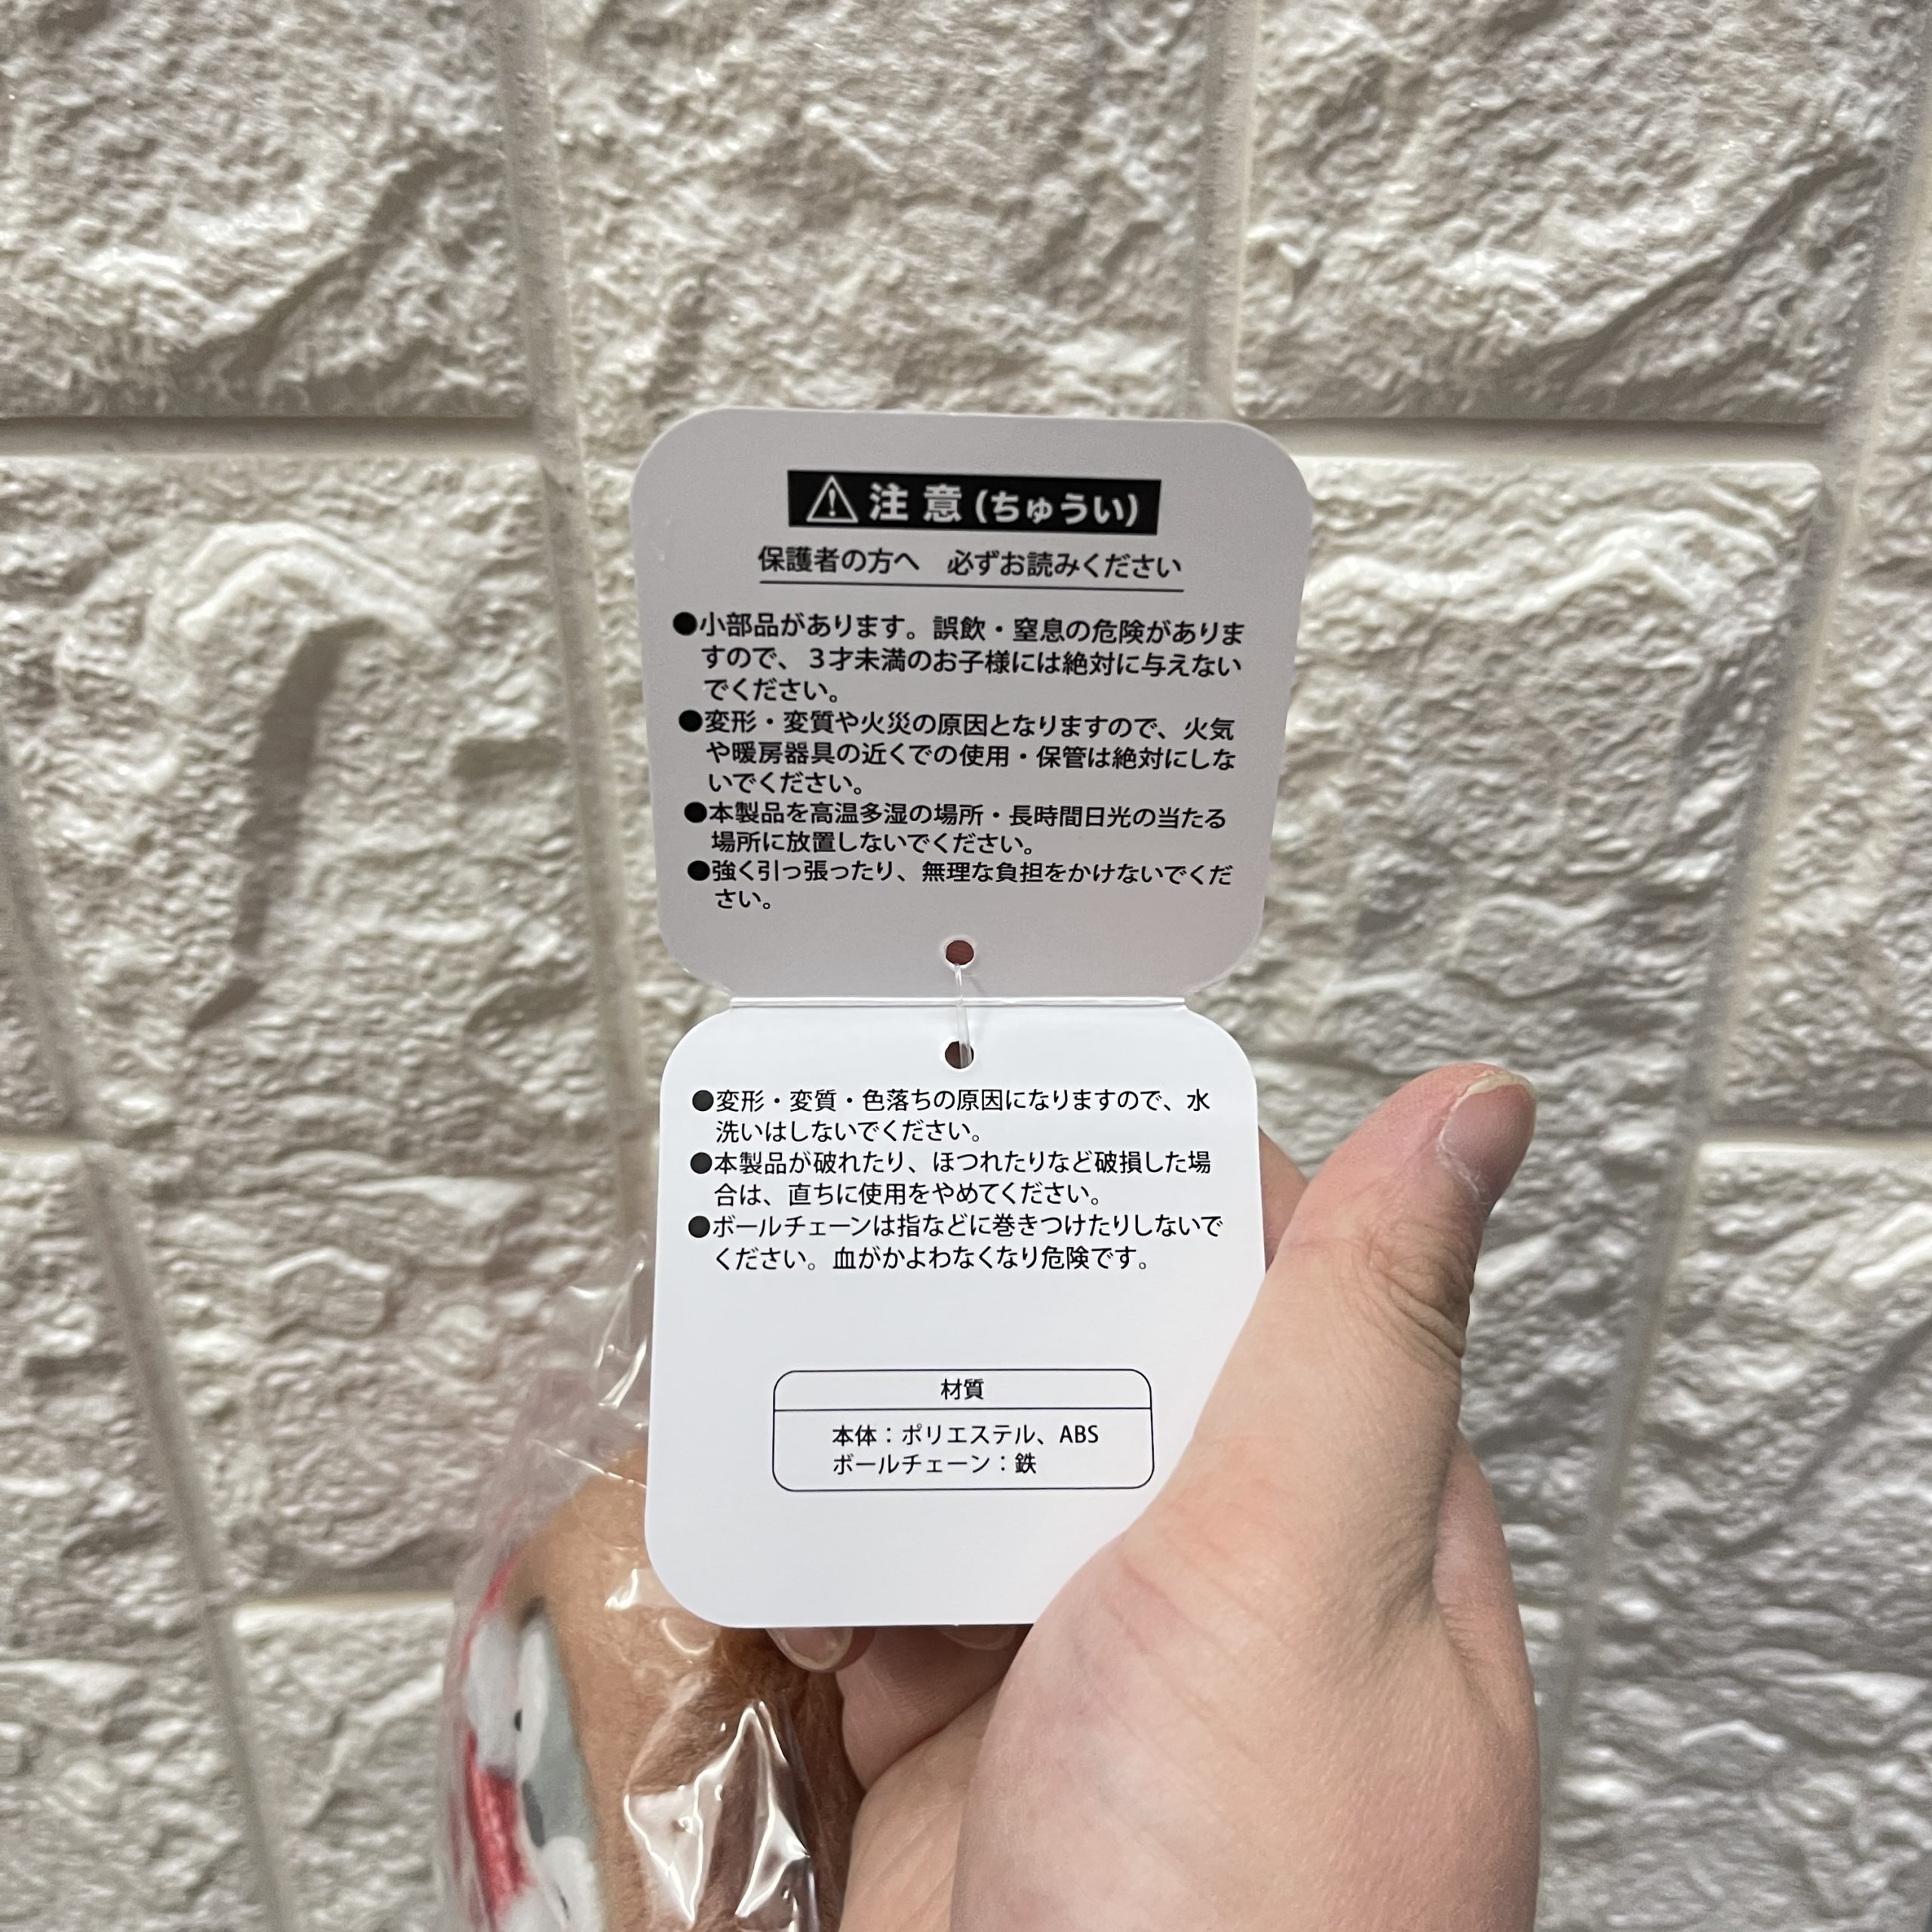 注意(ちゅうい)
保護者の方へ 必ずお読みください
●小部品があります。誤飲・窒息の危険がありま
すので、3才未満のお子様には絶対に与えない
でください。
●変形・変質や火災の原因となりますので、火気
や暖房器具の近くでの使用・保管は絶対にしな
いでください。
●本製品を高温多湿の場所・長時間日光の当たる
場所に放置しないでください。
●強く引っ張ったり、無理な負担をかけないでくだ
さい。
●変形・変質・色落ちの原因になりますので、水
洗いはしないでください。
●本製品が破れたり、ほつれたりなど破損した場
合は、直ちに使用をやめてください。
●ボールチェーンは指などに巻きつけたりしないで
ください。血がかよわなくなり危険です。
材質
本体：ポリエステル、ABS
ボールチェーン：鉄